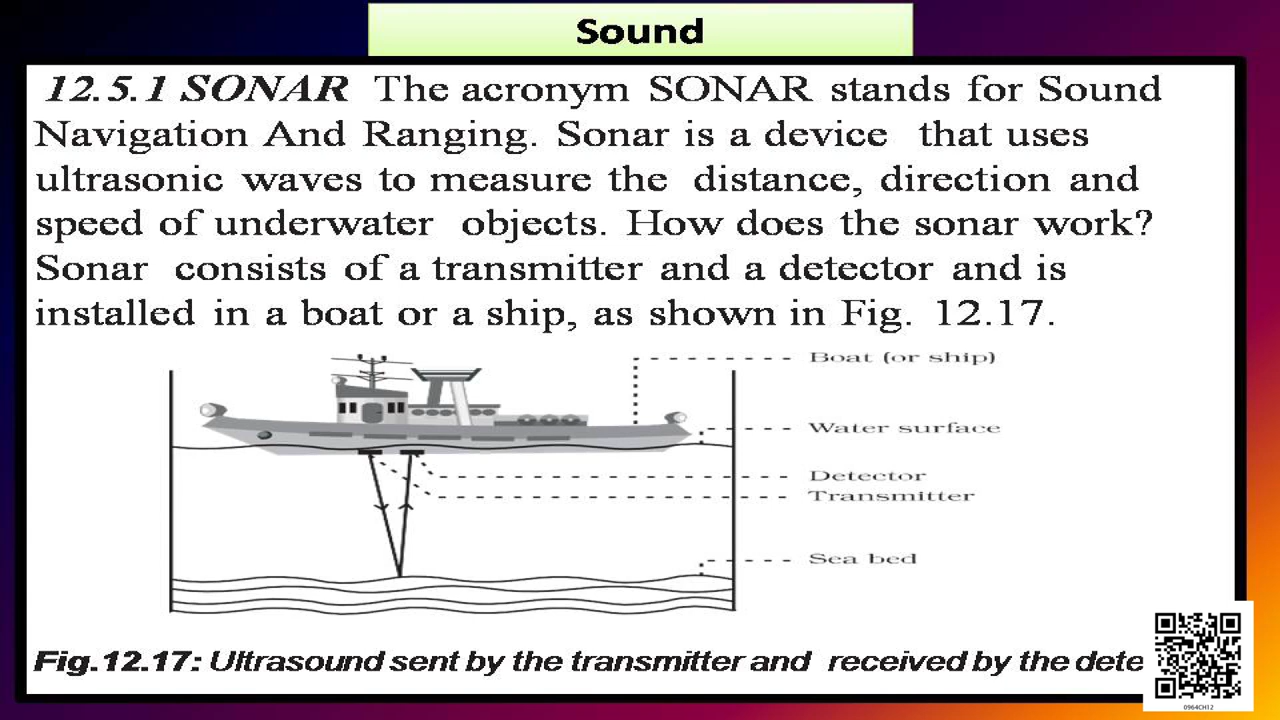 Sound
12.5.1 SONAR The acronym SONAR stands for Sound
Navigation And Ranging. Sonar is a device that uses
ultrasonic waves to measure the distance, direction and
speed of underwater objects. How does the sonar work?
Sonar consists of a transmitter and a detector and is
installed in a boat or a ship, as shown in Fig. 12.17.
Boat (or ship)
Water surface
Detector
Transmitter
Sea bed
Fig.12.17: Ultrasound sent by the transmitter and received by the dete
0964CH12